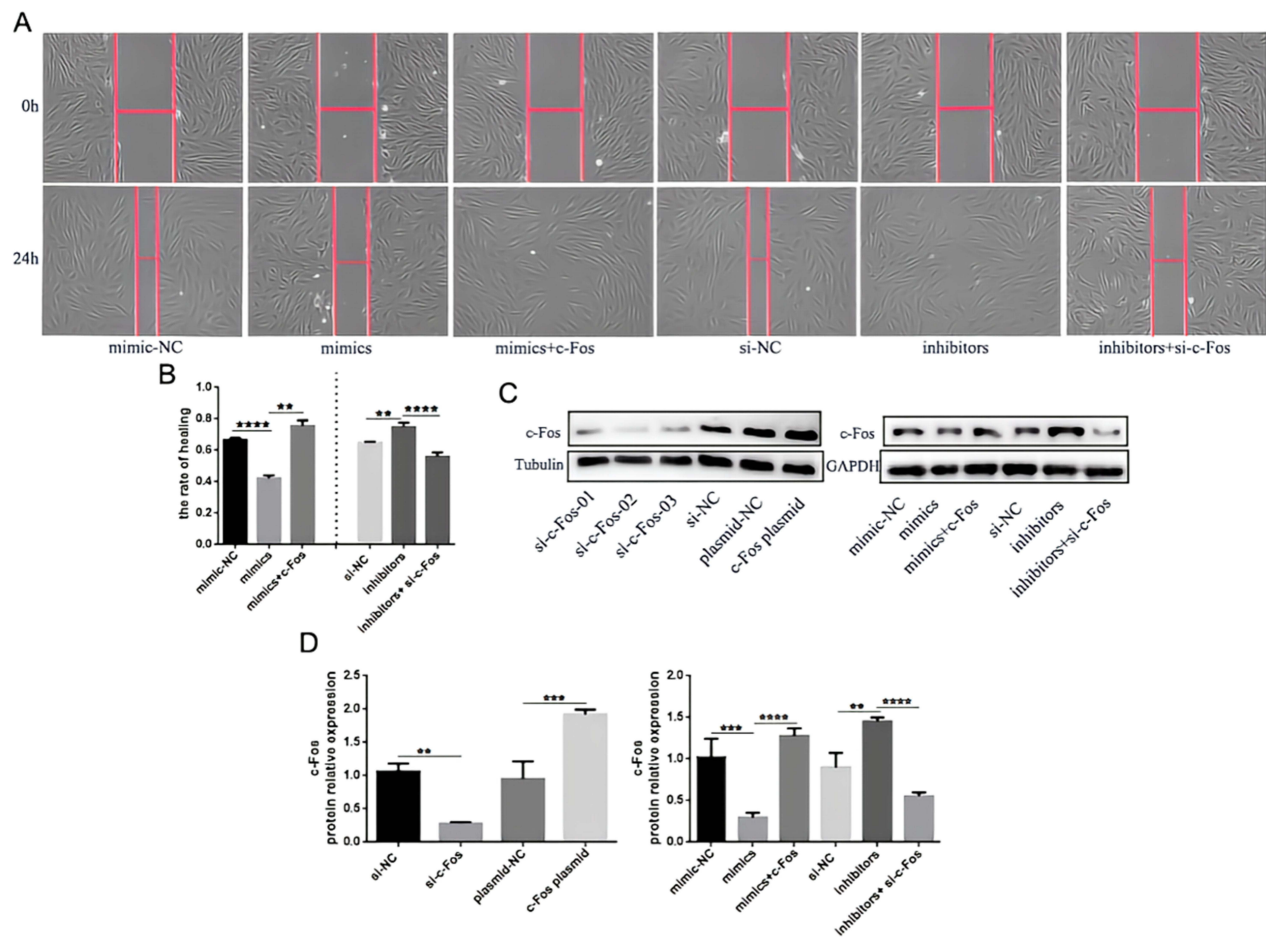 A
0h
24h
mimic-NC mimics mimics+c-Fos si-NC inhibitors inhibitors+si-c-Fos
B
the rate of healing
1.0
0.8
0.6
0.4
0.2
0.0
**** ** ** ****
mimic-NC mimics mimics+c-Fos si-NC inhibitors inhibitors+ si-c-Fos
C
c-Fos
Tubulin
si-c-Fos-01 si-c-Fos-02 si-c-Fos-03 si-NC plasmid-NC c-Fos plasmid
c-Fos
GAPDH
mimic-NC mimics mimics+c-Fos si-NC inhibitors inhibitors+si-c-Fos
D
c-Fos
protein relative expression
2.5
2.0
1.5
1.0
0.5
0.0
** ***
si-NC si-c-Fos plasmid-NC c-Fos plasmid
c-Fos
protein relative expression
2.0
1.5
1.0
0.5
0.0
*** **** ** ****
mimic-NC mimics mimics+c-Fos si-NC inhibitors inhibitors+ si-c-Fos